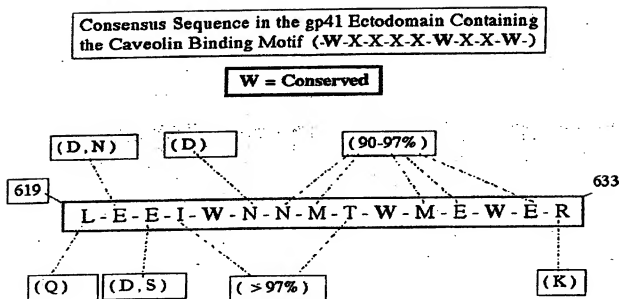 Consensus Sequence in the gp41 Ectodomain Containing
the Caveolin Binding Motif (-W-X-X-X-X-W-X-X-W-)
W = Conserved
(D,N) (D) (90-97%)
619 633
L-E-E-I-W-N-N-M-T-W-M-E-W-E-R
(Q) (D,S) (>97%) (K)